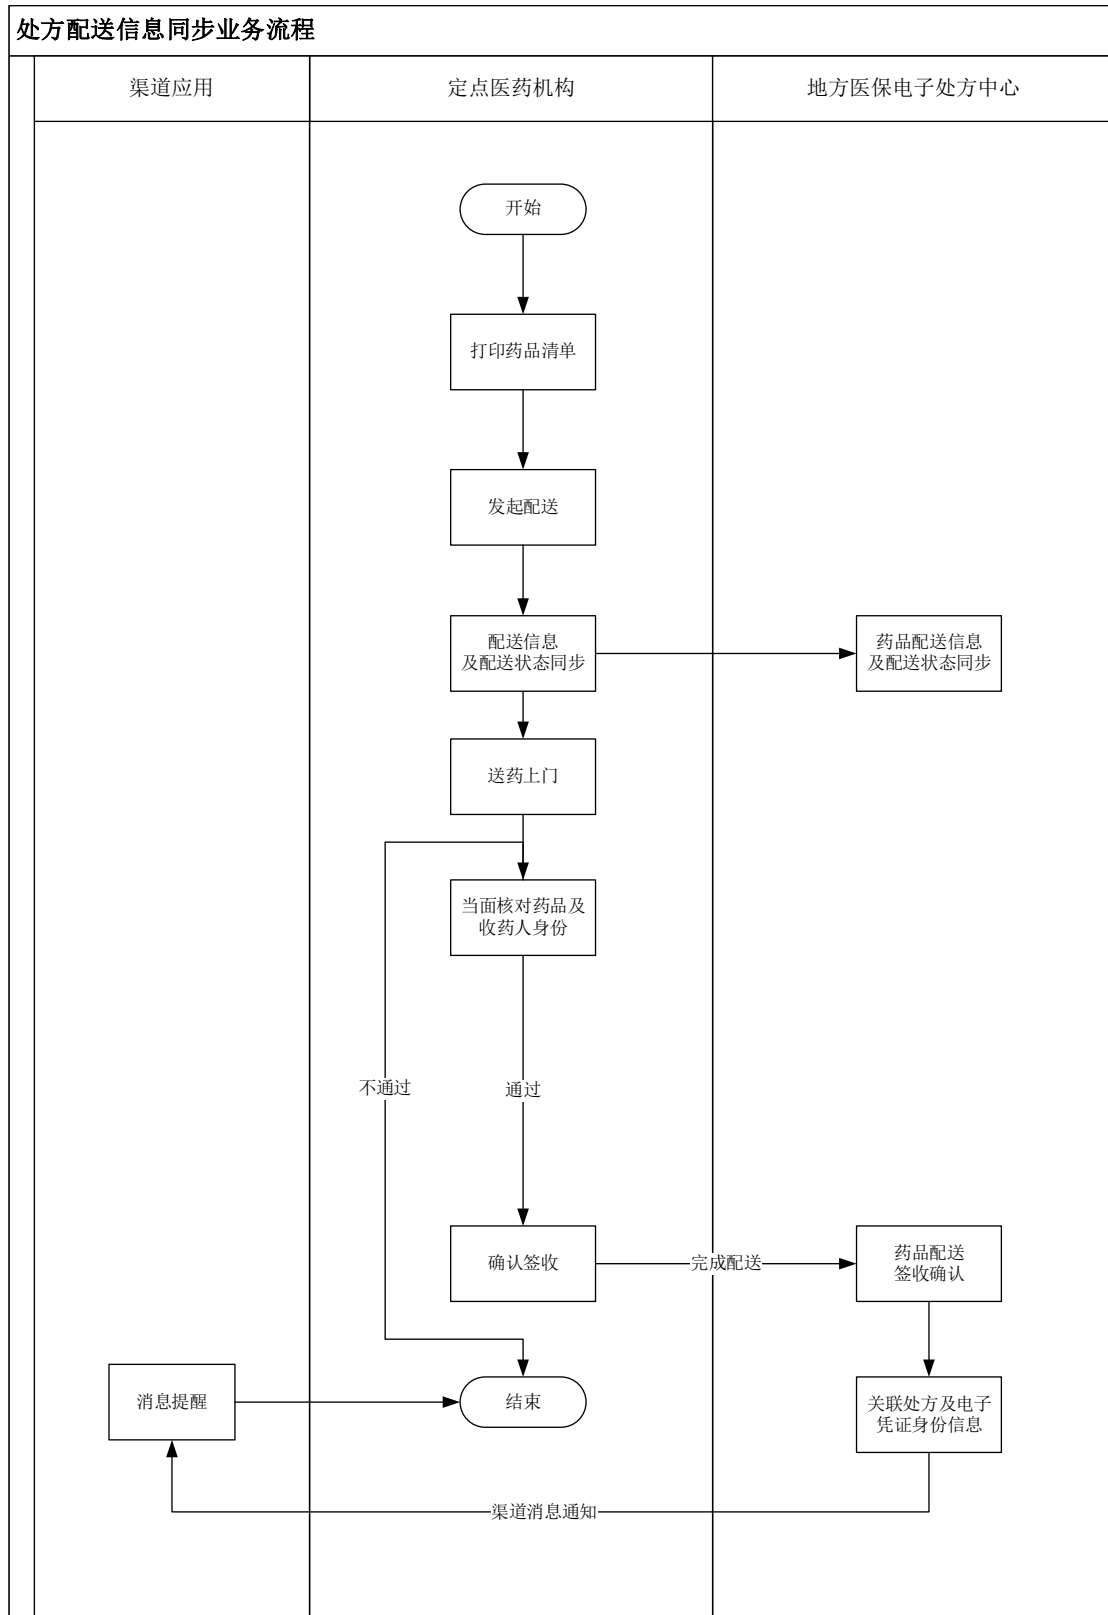 处方配送信息同步业务流程
渠道应用
定点医药机构
地方医保电子处方中心
开始
打印药品清单
发起配送
配送信息
及配送状态同步
药品配送信息
及配送状态同步
送药上门
当面核对药品及
收药人身份
不通过
通过
确认签收
完成配送
药品配送
签收确认
消息提醒
结束
关联处方及电子
凭证身份信息
渠道消息通知